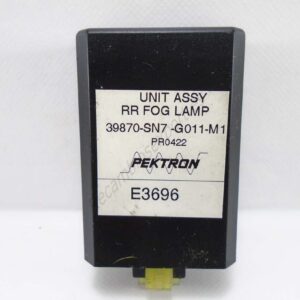 UNIT ASSY
RR FOG LAMP
39870-SN7-G011-M1
PR0422
PEKTRON
E3696